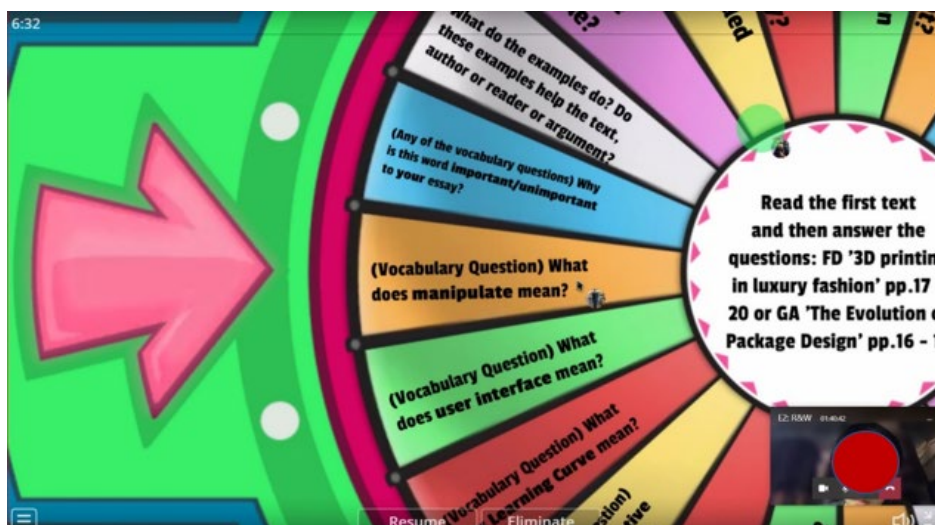 6:32
What do the examples do? Do
these examples help the text,
author or reader or argument?
(Any of the vocabulary questions) Why
is this word important/unimportant
to your essay?
(Vocabulary Question) What
does manipulate mean?
(Vocabulary Question) What
does user interface mean?
(Vocabulary Question) What
Learning Curve mean?
Read the first text
and then answer the
questions: FD '3D printin
in luxury fashion' pp.17
20 or GA 'The Evolution o
Package Design' pp.16 -
E2: R&W 01:40:42
Resume
Eliminate